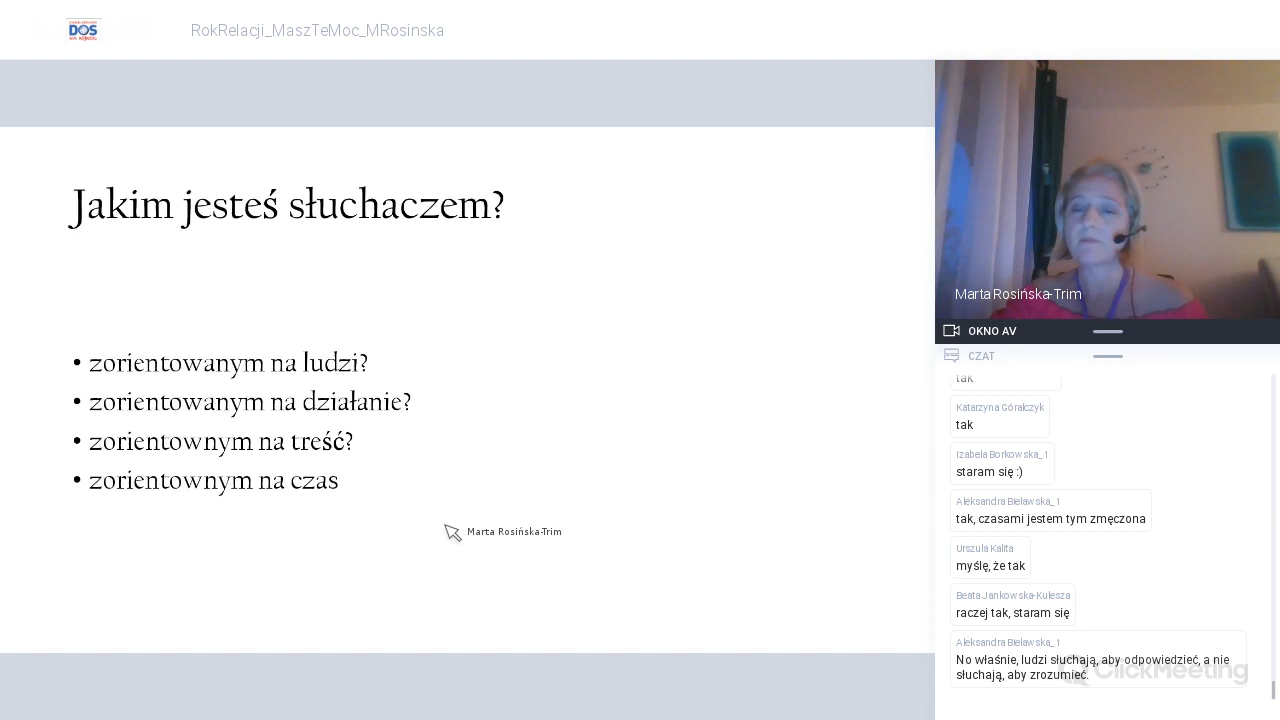 DOS
RokRelacji_MaszTeMoc_MRosinska
Jakim jesteś słuchaczem?
• zorientowanym na ludzi?
• zorientowanym na działanie?
• zorientownym na treść?
• zorientownym na czas
Marta Rosińska-Trim
Marta Rosińska-Trim
OKNO AV
CZAT
tak
Katarzyna Góralczyk
tak
Izabela Borkowska_1
staram się :)
Aleksandra Bielawska_1
tak, czasami jestem tym zmęczona
Urszula Kalita
myślę, że tak
Beata Jankowska-Kulesza
raczej tak, staram się
Aleksandra Bielawska_1
No właśnie, ludzi słuchają, aby odpowiedzieć, a nie
słuchają, aby zrozumieć.
ClickMeeting